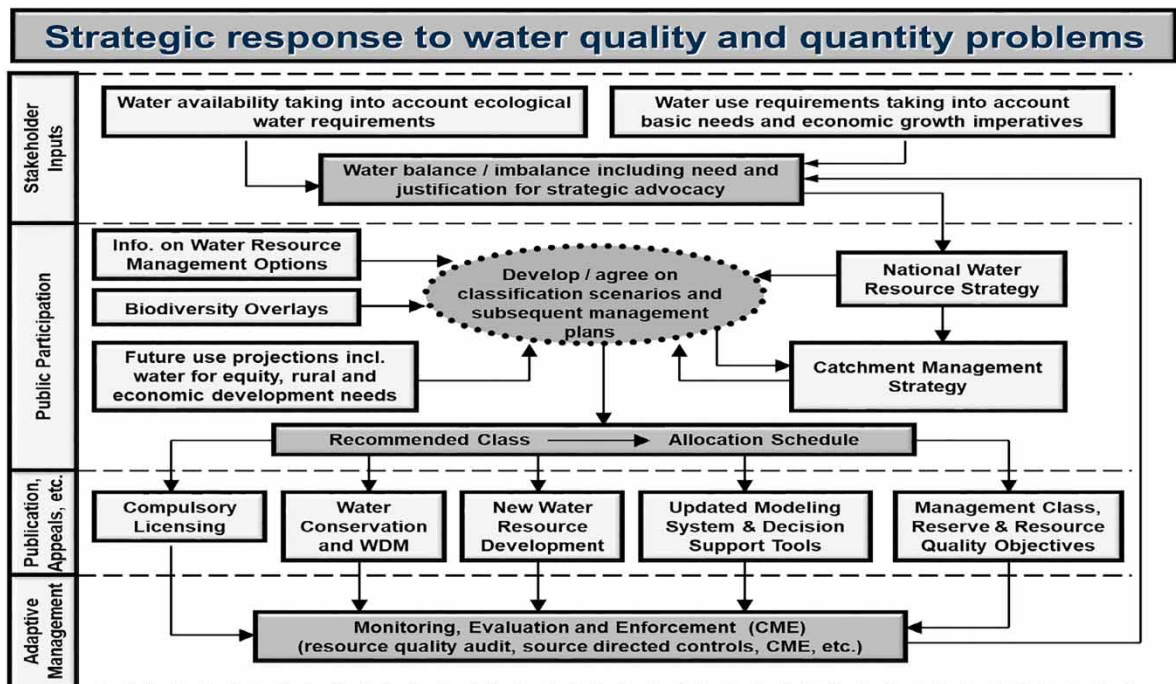 Strategic response to water quality and quantity problems
Stakeholder
Inputs
Water availability taking into account ecological
water requirements
Water use requirements taking into account
basic needs and economic growth imperatives
Water balance / imbalance including need and
justification for strategic advocacy
Public Participation
Info. on Water Resource
Management Options
Biodiversity Overlays
Future use projections incl.
water for equity, rural and
economic development needs
Develop / agree on
classification scenarios and
subsequent management
plans
National Water
Resource Strategy
Catchment Management
Strategy
Recommended Class Allocation Schedule
Publication,
Appeals, etc.
Compulsory
Licensing
Water
Conservation
and WDM
New Water
Resource
Development
Updated Modeling
System & Decision
Support Tools
Management Class,
Reserve & Resource
Quality Objectives
Adaptive
Management
Monitoring, Evaluation and Enforcement (CME)
(resource quality audit, source directed controls, CME, etc.)